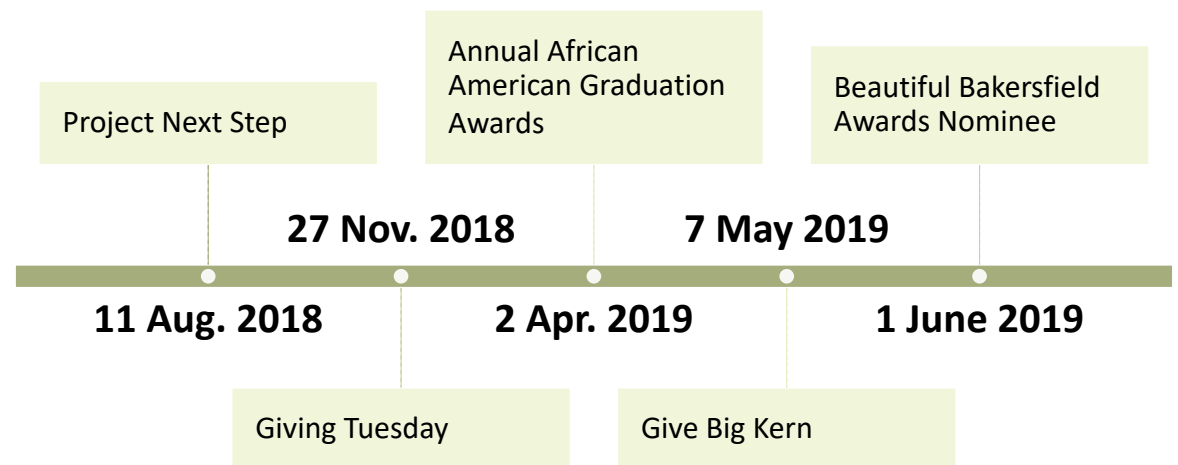 Annual African
American Graduation
Awards
Beautiful Bakersfield
Awards Nominee
Project Next Step
27 Nov. 2018
7 May 2019
11 Aug. 2018
2 Apr. 2019
1 June 2019
Giving Tuesday
Give Big Kern